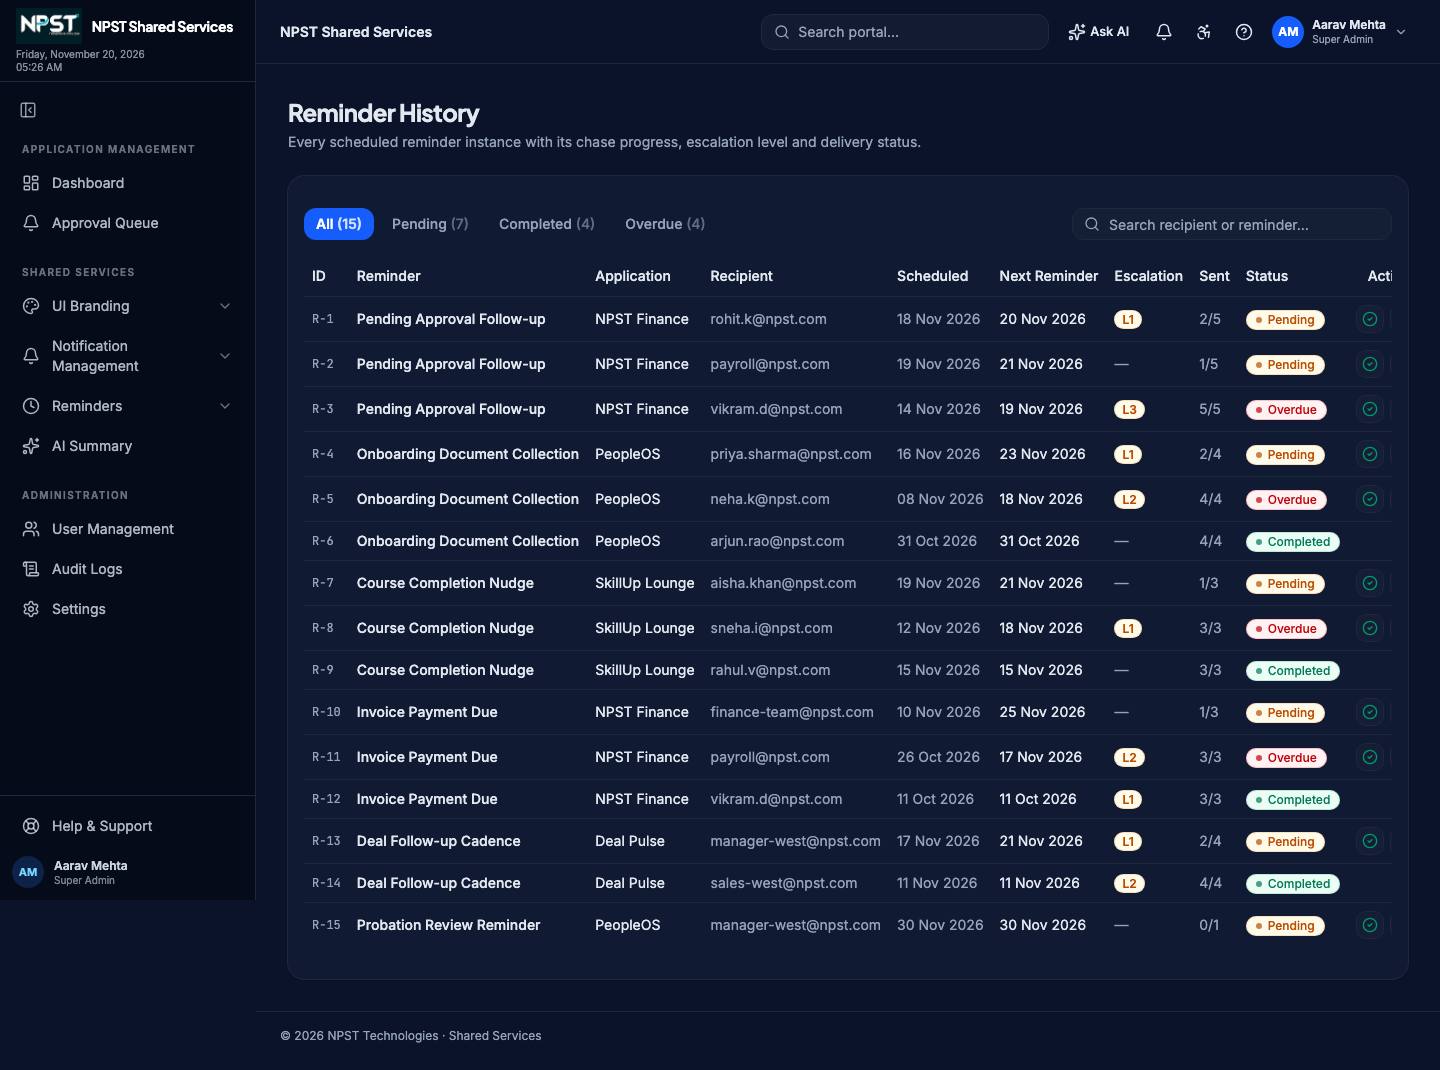 NPST
NPST Shared Services
Friday, November 20, 2026
05:26 AM
APPLICATION MANAGEMENT
Dashboard
Approval Queue
SHARED SERVICES
UI Branding
Notification
Management
Reminders
AI Summary
ADMINISTRATION
User Management
Audit Logs
Settings
Help & Support
AM
Aarav Mehta
Super Admin
NPST Shared Services
Search portal...
Ask AI
AM
Aarav Mehta
Super Admin
Reminder History
Every scheduled reminder instance with its chase progress, escalation level and delivery status.
All (15) Pending (7) Completed (4) Overdue (4)
Search recipient or reminder...
ID Reminder Application Recipient Scheduled Next Reminder Escalation Sent Status Acti
R-1 Pending Approval Follow-up NPST Finance rohit.k@npst.com 18 Nov 2026 20 Nov 2026 L1 2/5 Pending
R-2 Pending Approval Follow-up NPST Finance payroll@npst.com 19 Nov 2026 21 Nov 2026 — 1/5 Pending
R-3 Pending Approval Follow-up NPST Finance vikram.d@npst.com 14 Nov 2026 19 Nov 2026 L3 5/5 Overdue
R-4 Onboarding Document Collection PeopleOS priya.sharma@npst.com 16 Nov 2026 23 Nov 2026 L1 2/4 Pending
R-5 Onboarding Document Collection PeopleOS neha.k@npst.com 08 Nov 2026 18 Nov 2026 L2 4/4 Overdue
R-6 Onboarding Document Collection PeopleOS arjun.rao@npst.com 31 Oct 2026 31 Oct 2026 — 4/4 Completed
R-7 Course Completion Nudge SkillUp Lounge aisha.khan@npst.com 19 Nov 2026 21 Nov 2026 — 1/3 Pending
R-8 Course Completion Nudge SkillUp Lounge sneha.i@npst.com 12 Nov 2026 18 Nov 2026 L1 3/3 Overdue
R-9 Course Completion Nudge SkillUp Lounge rahul.v@npst.com 15 Nov 2026 15 Nov 2026 — 3/3 Completed
R-10 Invoice Payment Due NPST Finance finance-team@npst.com 10 Nov 2026 25 Nov 2026 — 1/3 Pending
R-11 Invoice Payment Due NPST Finance payroll@npst.com 26 Oct 2026 17 Nov 2026 L2 3/3 Overdue
R-12 Invoice Payment Due NPST Finance vikram.d@npst.com 11 Oct 2026 11 Oct 2026 L1 3/3 Completed
R-13 Deal Follow-up Cadence Deal Pulse manager-west@npst.com 17 Nov 2026 21 Nov 2026 L1 2/4 Pending
R-14 Deal Follow-up Cadence Deal Pulse sales-west@npst.com 11 Nov 2026 11 Nov 2026 L2 4/4 Completed
R-15 Probation Review Reminder PeopleOS manager-west@npst.com 30 Nov 2026 30 Nov 2026 — 0/1 Pending
© 2026 NPST Technologies · Shared Services